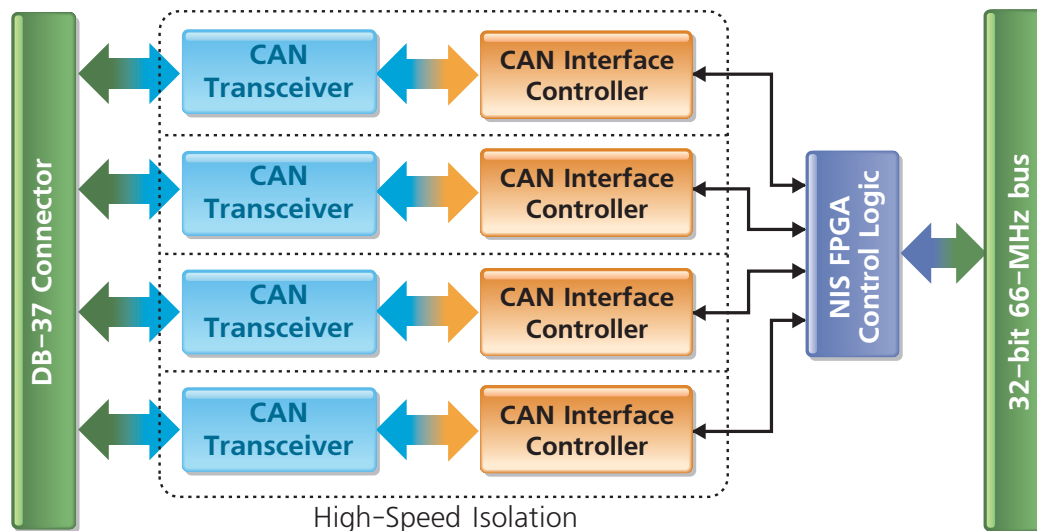 DB-37 Connector
CAN
Transceiver
CAN Interface
Controller
CAN
Transceiver
CAN Interface
Controller
CAN
Transceiver
CAN Interface
Controller
CAN
Transceiver
CAN Interface
Controller
High-Speed Isolation
NIS FPGA
Control Logic
32-bit 66-MHz bus